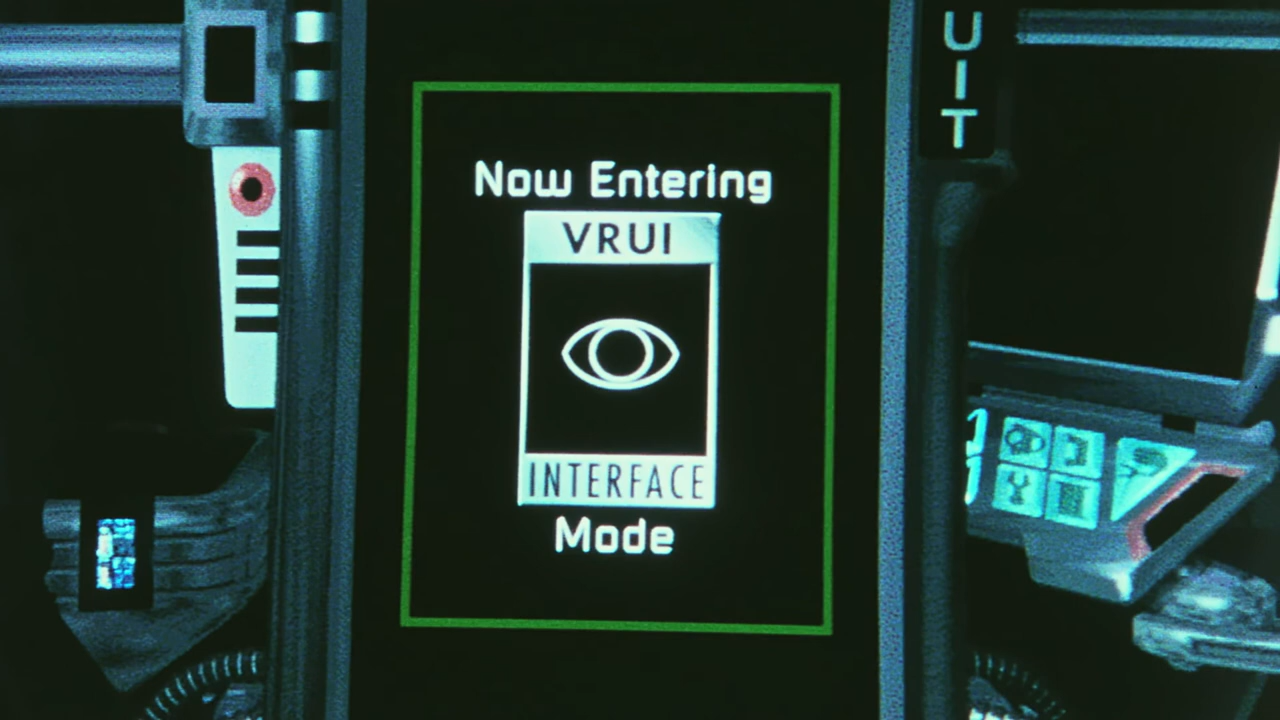 Now Entering
VRUI
INTERFACE
Mode
UIT